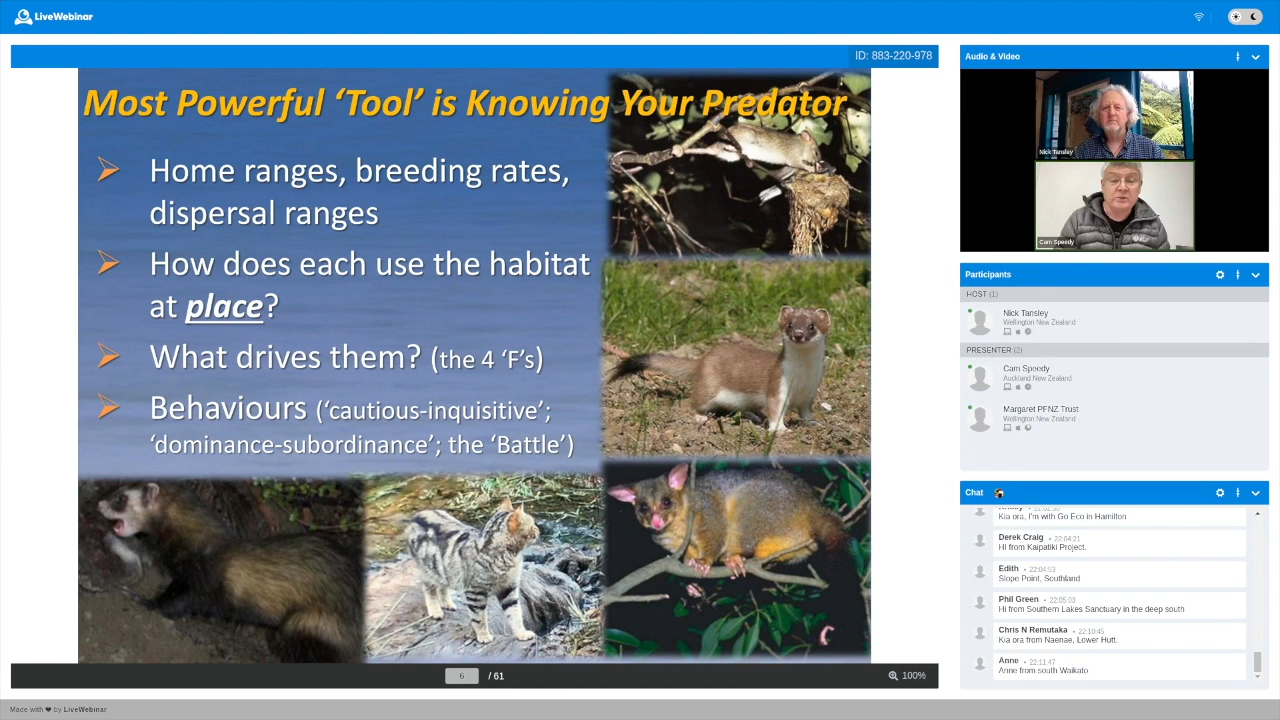 LiveWebinar
ID: 883-220-978
Most Powerful ‘Tool’ is Knowing Your Predator
Home ranges, breeding rates,
dispersal ranges
How does each use the habitat
at place?
What drives them? (the 4 ‘F’s)
Behaviours (‘cautious-inquisitive’;
‘dominance-subordinance’; the ‘Battle’)
6 / 61
100%
Made with ❤ by LiveWebinar
Audio & Video
Nick Tansley
Cam Speedy
Participants
HOST (1)
Nick Tansley
Wellington New Zealand
PRESENTER (2)
Cam Speedy
Auckland New Zealand
Margaret PFNZ Trust
Wellington New Zealand
Chat
Kia ora, I'm with Go Eco in Hamilton
Derek Craig • 22:04:21
HI from Kaipatiki Project.
Edith • 22:04:53
Slope Point, Southland
Phil Green • 22:05:03
Hi from Southern Lakes Sanctuary in the deep south
Chris N Remutaka • 22:10:45
Kia ora from Naenae, Lower Hutt.
Anne • 22:11:47
Anne from south Waikato